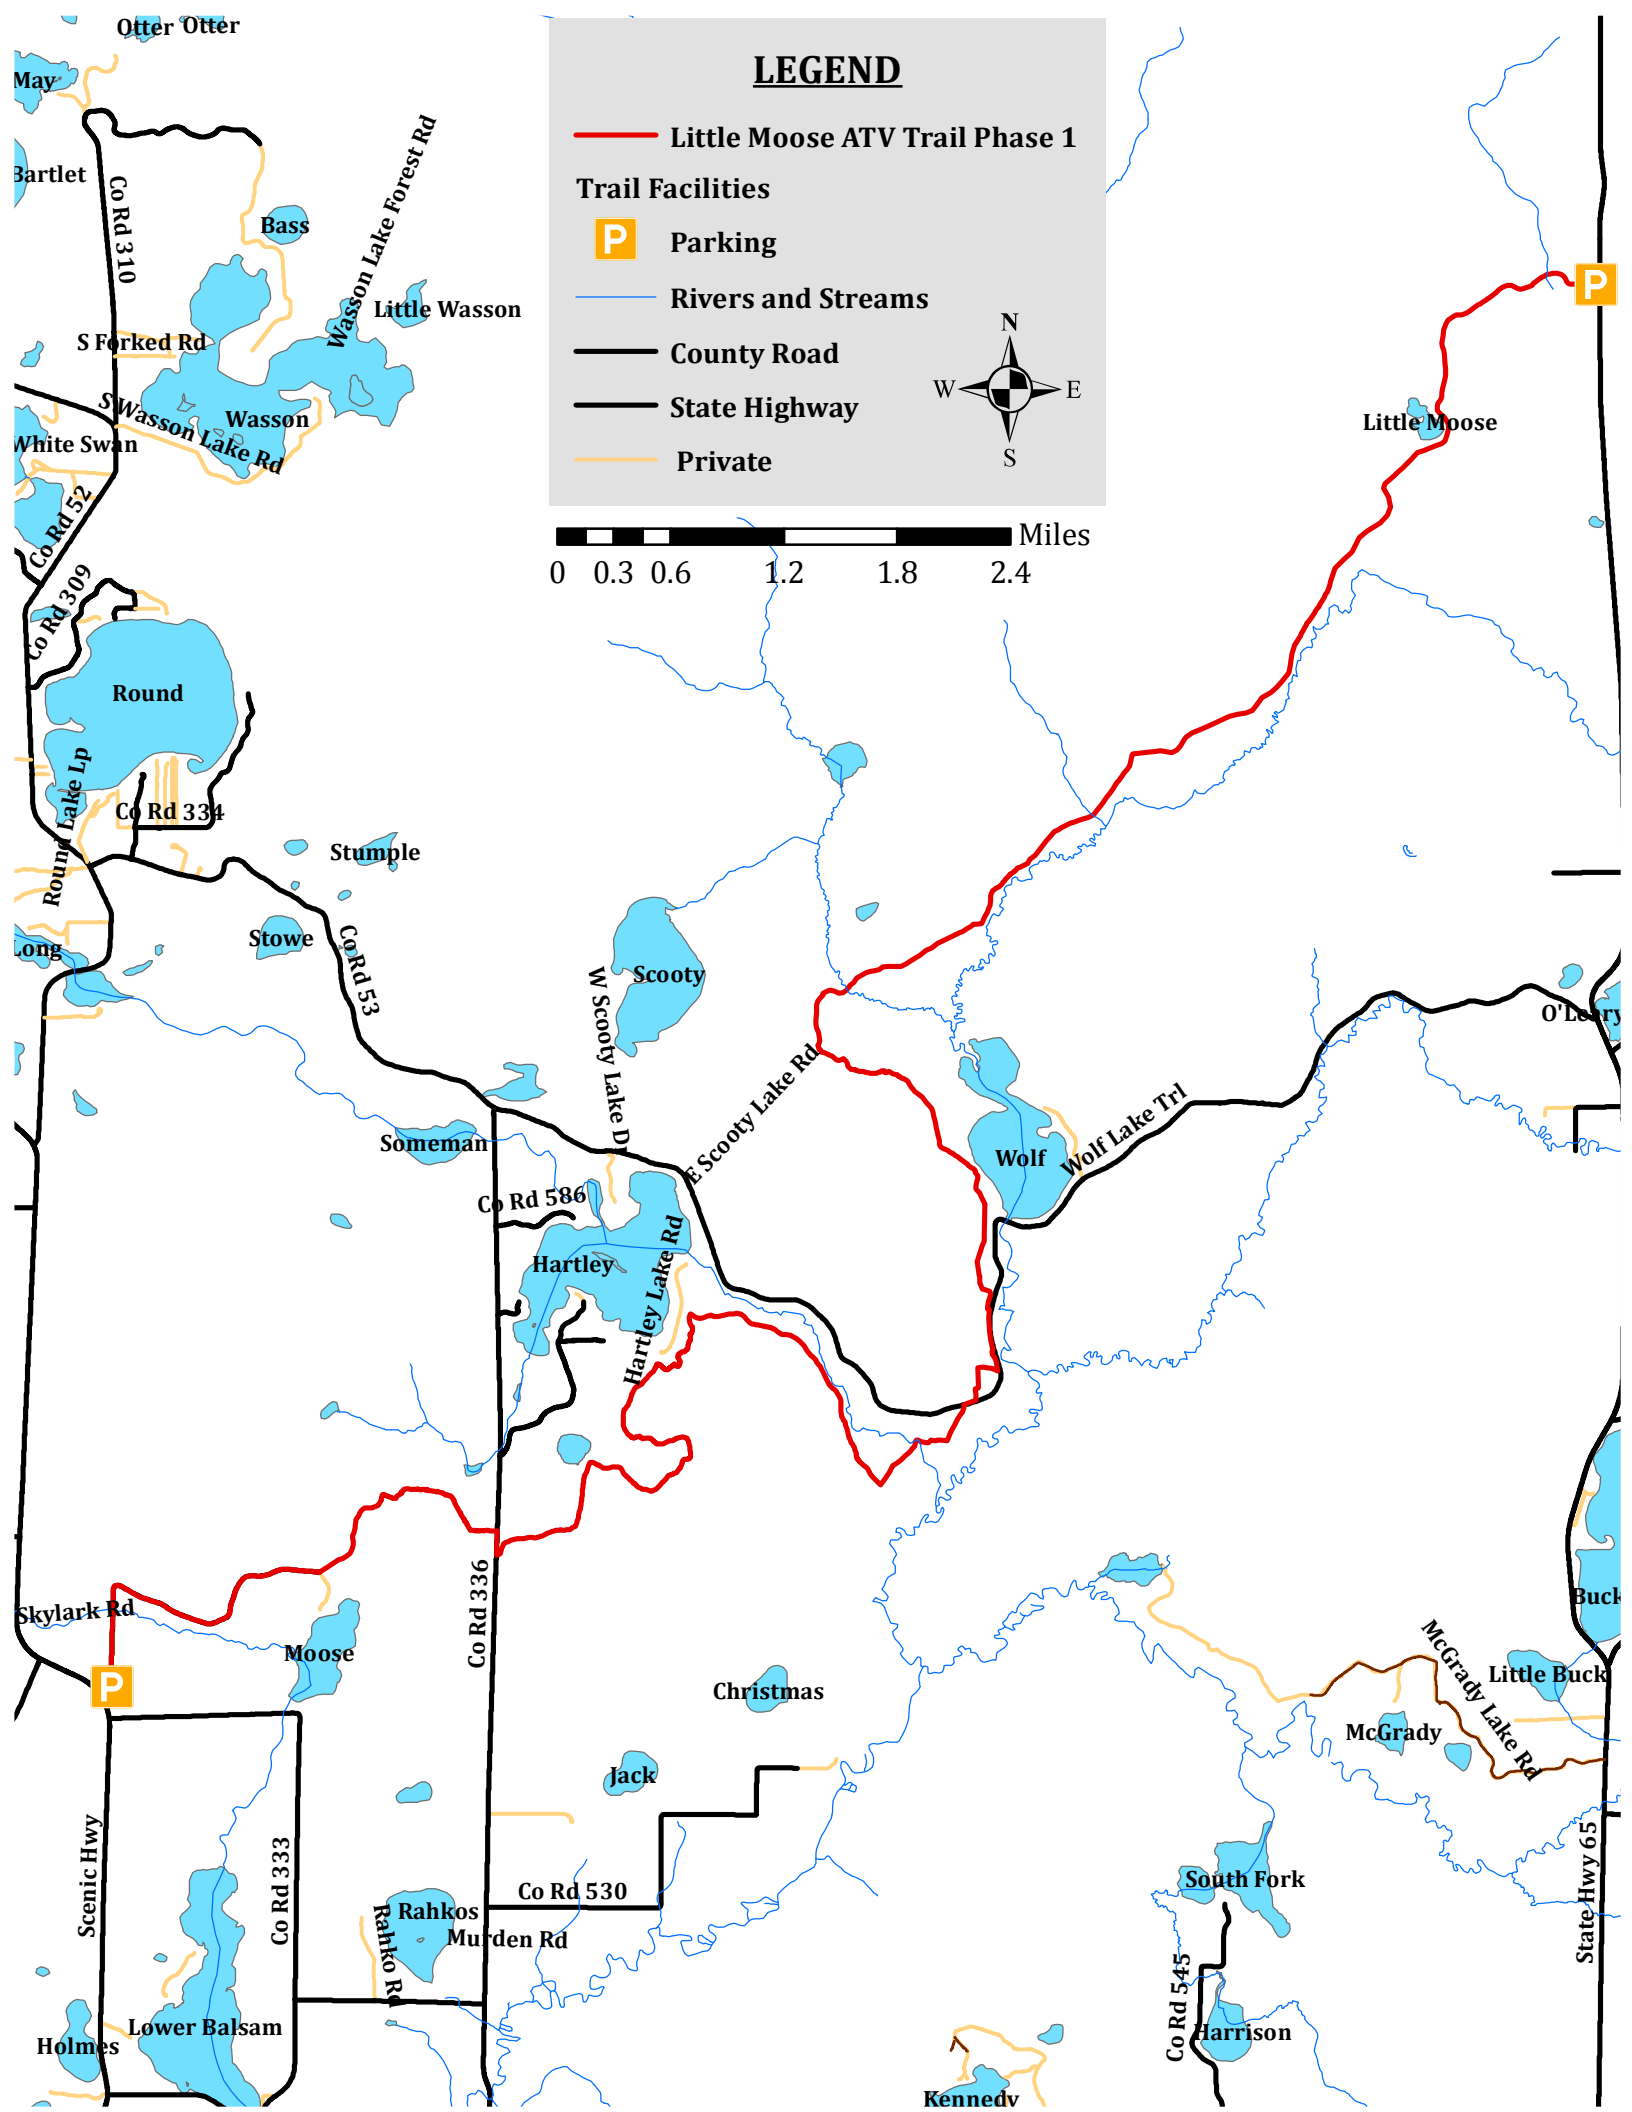 Otter Otter
May
Bartlet
Co Rd 310
Bass
Wasson Lake Forest Rd
Little Wasson
S Forked Rd
Wasson
S Wasson Lake Rd
White Swan
Co Rd 52
Co Rd 309
LEGEND
Little Moose ATV Trail Phase 1
Trail Facilities
P Parking
Rivers and Streams
County Road
State Highway
Private
N
W E
S
Miles
0 0.3 0.6 1.2 1.8 2.4
P
Little Moose
Round
Round Lake Lp
Co Rd 334
Stumple
Stowe
Long
Co Rd 53
W Scooty Lake Dr
Scooty
E Scooty Lake Rd
O'Leary
Someman
Wolf
Wolf Lake Trl
Co Rd 586
Hartley
Hartley Lake Rd
Skylark Rd
Moose
P
Co Rd 336
Christmas
Jack
Buck
Little Buck
McGrady Lake Rd
McGrady
Scenic Hwy
Co Rd 333
Rahkos
Rahko Rd
Murden Rd
Co Rd 530
South Fork
State Hwy 65
Co Rd 545
Harrison
Lower Balsam
Holmes
Kennedy